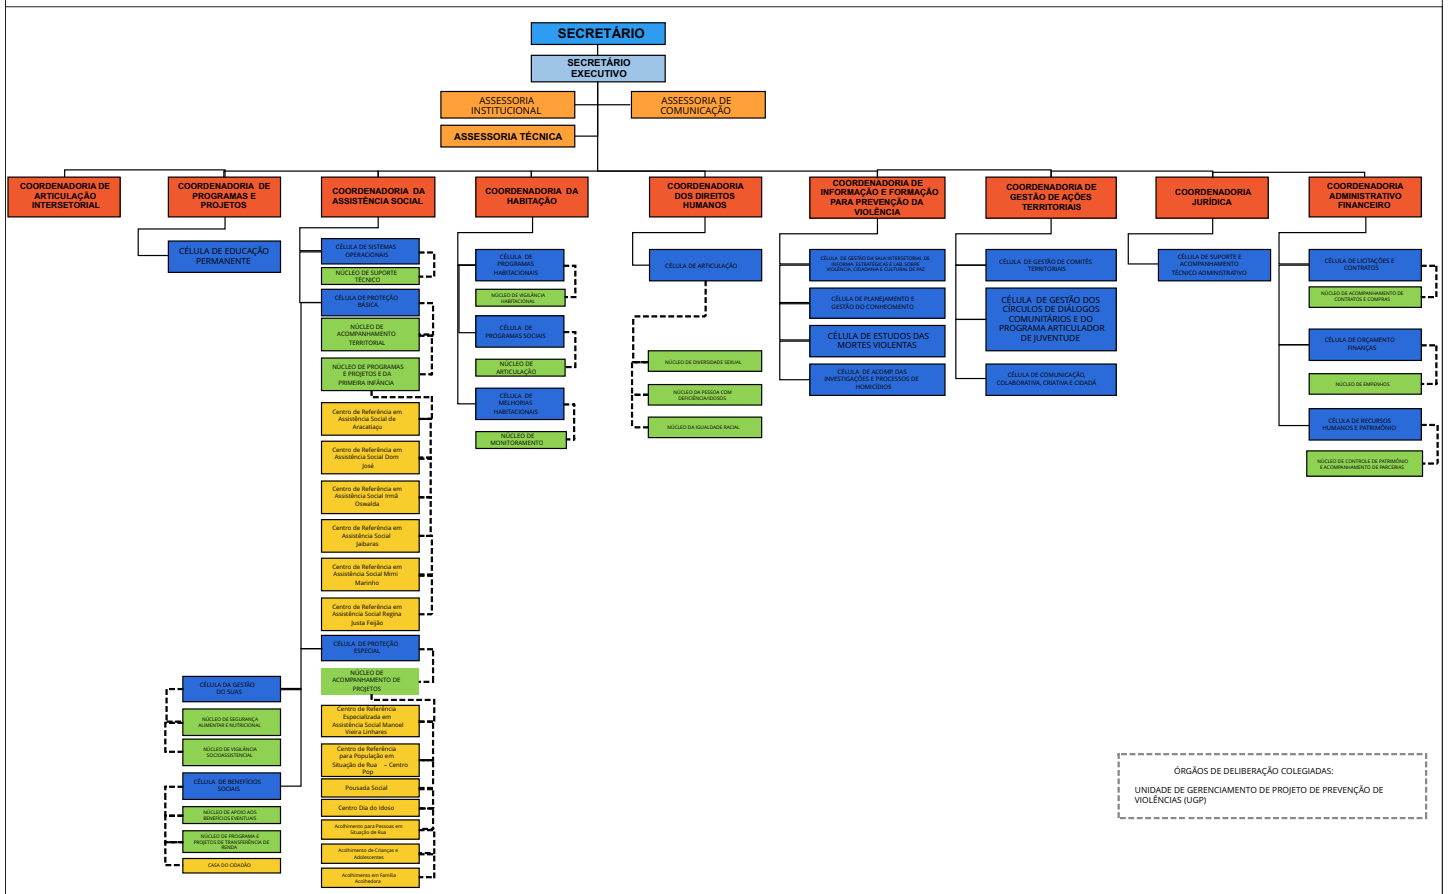 SECRETÁRIO
SECRETÁRIO
EXECUTIVO
ASSESSORIA
INSTITUCIONAL
ASSESSORIA DE
COMUNICAÇÃO
ASSESSORIA TÉCNICA
COORDENADORIA DE
ARTICULAÇÃO
INTERSETORIAL
COORDENADORIA DE
PROGRAMAS E
PROJETOS
CÉLULA DE EDUCAÇÃO
PERMANENTE
COORDENADORIA DA
ASSISTÊNCIA SOCIAL
CÉLULA DE SISTEMAS
OPERACIONAIS
NÚCLEO DE SUPORTE
TÉCNICO
CÉLULA DE PROTEÇÃO
BÁSICA
NÚCLEO DE
ACOMPANHAMENTO
TERRITORIAL
NÚCLEO DE PROGRAMAS
E PROJETOS E DA
PRIMEIRA INFÂNCIA
Centro de Referência em
Assistência Social de
Aracatiaçu
Centro de Referência em
Assistência Social Dom
José
Centro de Referência em
Assistência Social Irmã
Oswalda
Centro de Referência em
Assistência Social
Jaibaras
Centro de Referência em
Assistência Social Mimi
Marinho
Centro de Referência em
Assistência Social Regina
Justa Feijão
CÉLULA DE PROTEÇÃO
ESPECIAL
NÚCLEO DE
ACOMPANHAMENTO DE
PROJETOS
Centro de Referência
Especializada em
Assistência Social Manoel
Vieira Linhares
Centro de Referência
para População em
Situação de Rua – Centro
Pop
Pousada Social
Centro Dia do Idoso
Acolhimento para Pessoas em
Situação de Rua
Acolhimento de Crianças e
Adolescentes
Acolhimento em Família
Acolhedora
CÉLULA DA GESTÃO
DO SUAS
NÚCLEO DE SEGURANÇA
ALIMENTAR E NUTRICIONAL
NÚCLEO DE VIGILÂNCIA
SOCIOASSISTENCIAL
CÉLULA DE BENEFÍCIOS
SOCIAIS
NÚCLEO DE APOIO AOS
BENEFÍCIOS EVENTUAIS
NÚCLEO DE PROGRAMA E
PROJETOS DE TRANSFERÊNCIA DE
RENDA
CASA DO CIDADÃO
COORDENADORIA DA
HABITAÇÃO
CÉLULA DE
PROGRAMAS
HABITACIONAIS
NÚCLEO DE VIGILÂNCIA
HABITACIONAL
CÉLULA DE
PROGRAMAS SOCIAIS
NÚCLEO DE
ARTICULAÇÃO
CÉLULA DE
MELHORIAS
HABITACIONAIS
NÚCLEO DE
MONITORAMENTO
COORDENADORIA
DOS DIREITOS
HUMANOS
CÉLULA DE ARTICULAÇÃO
NÚCLEO DE DIVERSIDADE SEXUAL
NÚCLEO DA PESSOA COM
DEFICIÊNCIA/IDOSOS
NÚCLEO DA IGUALDADE RACIAL
COORDENADORIA DE
INFORMAÇÃO E FORMAÇÃO
PARA PREVENÇÃO DA
VIOLÊNCIA
CÉLULA DE GESTÃO DA SALA INTERSETORIAL DE
INFORMA. ESTRATÉGICAS E LAB. SOBRE
VIOLÊNCIA, CIDADANIA E CULTURAL DE PAZ
CÉLULA DE PLANEJAMENTO E
GESTÃO DO CONHECIMENTO
CÉLULA DE ESTUDOS DAS
MORTES VIOLENTAS
CÉLULA DE ACOMP. DAS
INVESTIGAÇÕES E PROCESSOS DE
HOMICÍDIOS
COORDENADORIA DE
GESTÃO DE AÇÕES
TERRITORIAIS
CÉLULA DE GESTÃO DE COMITÊS
TERRITORIAIS
CÉLULA DE GESTÃO DOS
CÍRCULOS DE DIÁLOGOS
COMUNITÁRIOS E DO
PROGRAMA ARTICULADOR
DE JUVENTUDE
CÉLULA DE COMUNICAÇÃO,
COLABORATIVA, CRIATIVA E CIDADÃ
COORDENADORIA
JURÍDICA
CÉLULA DE SUPORTE E
ACOMPANHAMENTO
TÉCNICO ADMINISTRATIVO
COORDENADORIA
ADMINISTRATIVO
FINANCEIRO
CÉLULA DE LICITAÇÕES E
CONTRATOS
NÚCLEO DE ACOMPANHAMENTO DE
CONTRATOS E COMPRAS
CÉLULA DE ORÇAMENTO
FINANÇAS
NÚCLEO DE EMPENHOS
CÉLULA DE RECURSOS
HUMANOS E PATRIMÔNIO
NÚCLEO DE CONTROLE DE PATRIMÔNIO
E ACOMPANHAMENTO DE PARCERIAS
ÓRGÃOS DE DELIBERAÇÃO COLEGIADAS:
UNIDADE DE GERENCIAMENTO DE PROJETO DE PREVENÇÃO DE
VIOLÊNCIAS (UGP)